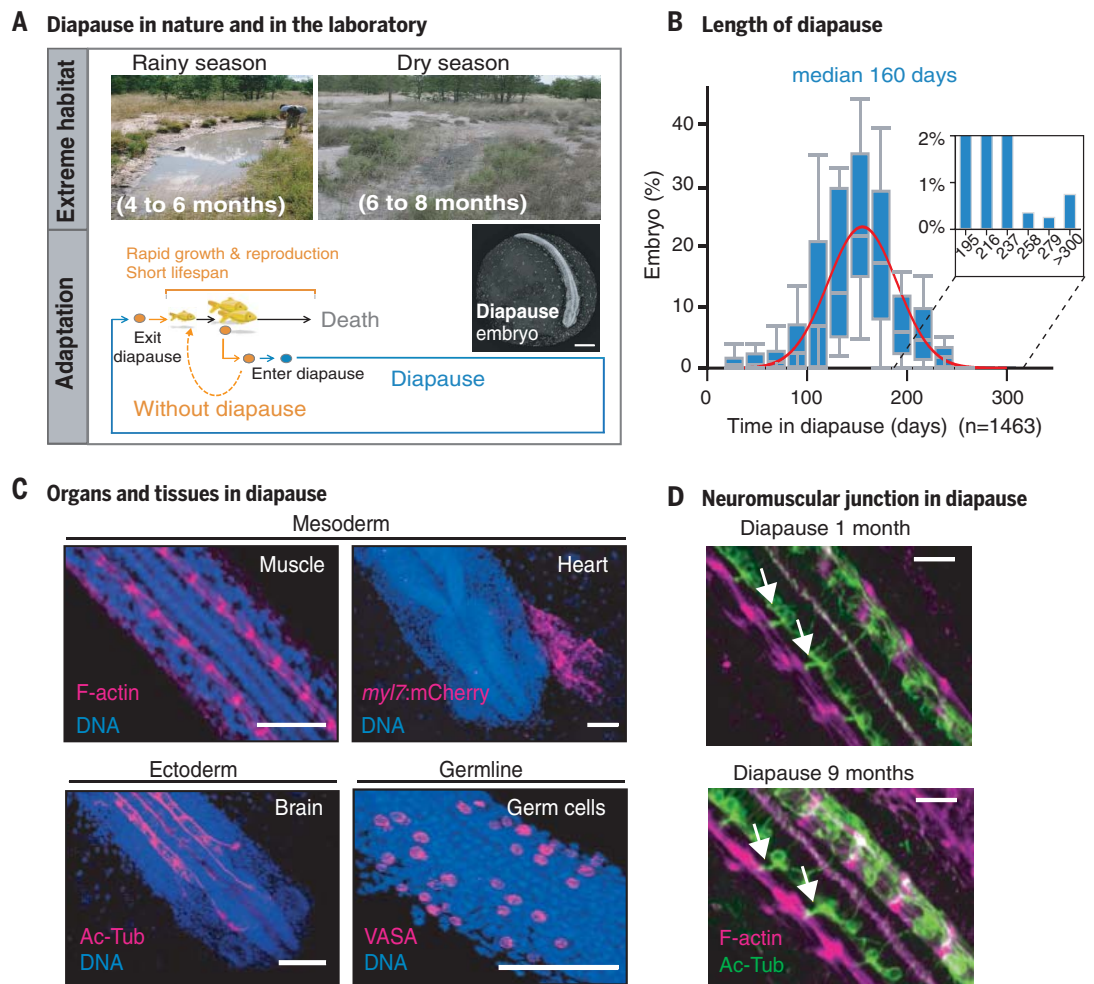 A Diapause in nature and in the laboratory
Extreme habitat
Rainy season
Dry season
(4 to 6 months)
(6 to 8 months)
Adaptation
Rapid growth & reproduction
Short lifespan
Death
Exit
diapause
Enter diapause
Diapause
Without diapause
Diapause
embryo
B Length of diapause
median 160 days
Embryo (%)
40
30
20
10
0
0
100
200
300
Time in diapause (days) (n=1463)
2%
1%
0%
195
216
237
258
279
>300
C Organs and tissues in diapause
Mesoderm
Muscle
F-actin
DNA
Heart
myl7:mCherry
DNA
Ectoderm
Brain
Ac-Tub
DNA
Germline
Germ cells
VASA
DNA
D Neuromuscular junction in diapause
Diapause 1 month
Diapause 9 months
F-actin
Ac-Tub